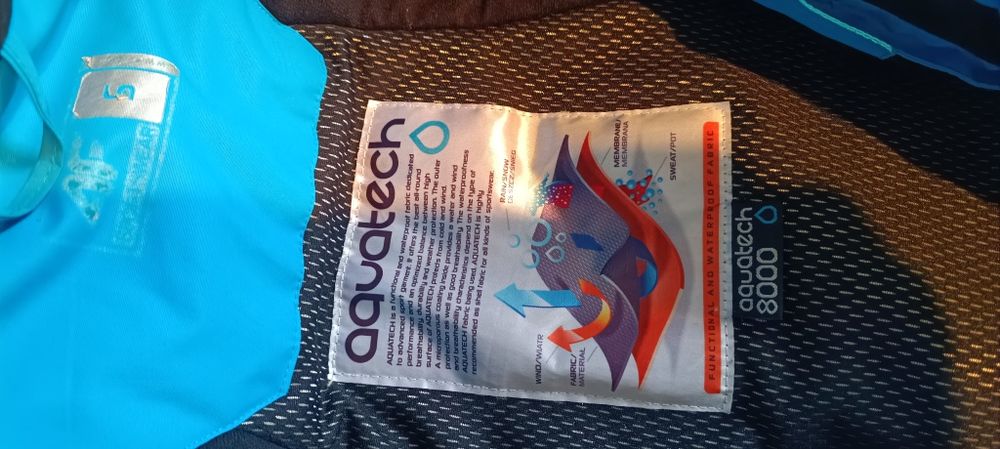 aquatech
AQUATECH is a functional and waterproof fabric dedicated
to advanced sport garment. It offers the best all-round
performance and an optimized balance between high
breathability, durability and weather protection. The outer
surface of AQUATECH protects from cold and wind.
A microporous coating inside provides a water and wind
protection as well as good breathability. The waterproofness
and breathability characteristics depend on the type of
AQUATECH fabric being used. AQUATECH is highly
recommended as shell fabric for all kinds of sportswear.
RAIN/SNOW
DESZCZ/ŚNIEG
WIND/WIATR
FABRIC/
MATERIAŁ
MEMBRANE/
MEMBRANA
SWEAT/POT
FUNCTIONAL AND WATERPROOF FABRIC
aquatech
8000